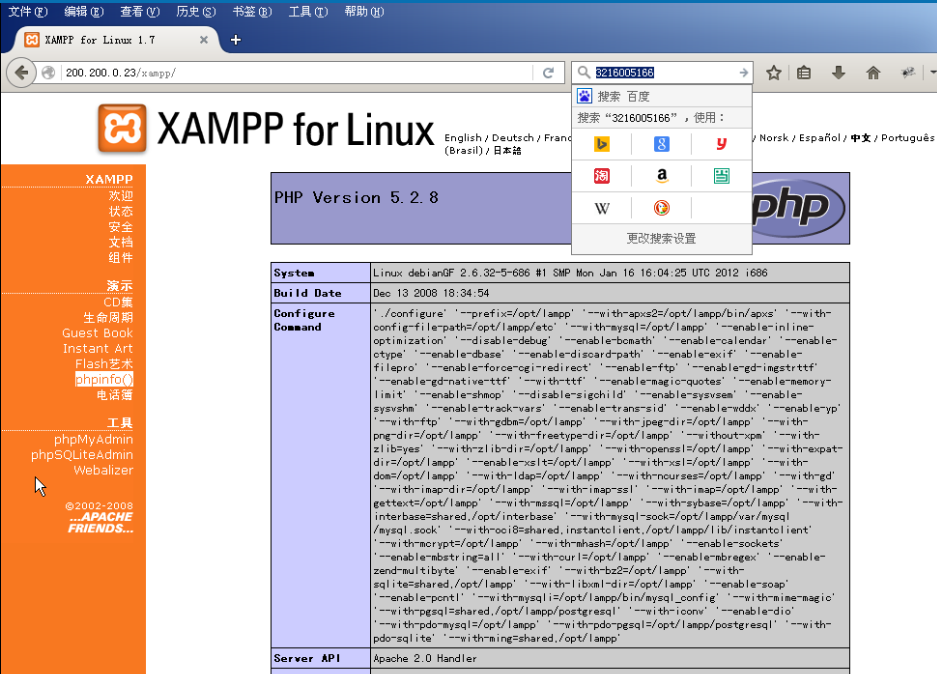 文件(F) 编辑(E) 查看(V) 历史(S) 书签(B) 工具(T) 帮助(H)
XAMPP for Linux 1.7
200.200.0.23/xampp/
3216005166
搜索 百度
搜索“3216005166”，使用：
更改搜索设置
XAMPP for Linux
English / Deutsch / Franc / Norsk / Español / 中文 / Português
(Brasil) / 日本語
XAMPP
欢迎
状态
安全
文档
组件
演示
CD集
生命周期
Guest Book
Instant Art
Flash艺术
phpinfo()
电话簿
工具
phpMyAdmin
phpSQLiteAdmin
Webalizer
©2002-2008
...APACHE
FRIENDS...
PHP Version 5.2.8
php
System Linux debianGF 2.6.32-5-686 #1 SMP Mon Jan 16 16:04:25 UTC 2012 i686
Build Date Dec 13 2008 18:34:54
Configure Command
'./configure' '--prefix=/opt/lampp' '--with-apxs2=/opt/lampp/bin/apxs' '--with-
config-file-path=/opt/lampp/etc' '--with-mysql=/opt/lampp' '--enable-inline-
optimization' '--disable-debug' '--enable-bcmath' '--enable-calendar' '--enable-
ctype' '--enable-dbase' '--enable-discard-path' '--enable-exif' '--enable-
filepro' '--enable-force-cgi-redirect' '--enable-ftp' '--enable-gd-imgstrttf'
'--enable-gd-native-ttf' '--with-ttf' '--enable-magic-quotes' '--enable-memory-
limit' '--enable-shmop' '--disable-sigchild' '--enable-sysvsem' '--enable-
sysvshm' '--enable-track-vars' '--enable-trans-sid' '--enable-wddx' '--enable-yp'
'--with-ftp' '--with-gdbm=/opt/lampp' '--with-jpeg-dir=/opt/lampp' '--with-
png-dir=/opt/lampp' '--with-freetype-dir=/opt/lampp' '--without-xpm' '--with-
zlib=yes' '--with-zlib-dir=/opt/lampp' '--with-openssl=/opt/lampp' '--with-expat-
dir=/opt/lampp' '--enable-xslt=/opt/lampp' '--with-xsl=/opt/lampp' '--with-
dom=/opt/lampp' '--with-ldap=/opt/lampp' '--with-ncurses=/opt/lampp' '--with-gd'
'--with-imap-dir=/opt/lampp' '--with-imap-ssl' '--with-imap=/opt/lampp' '--with-
gettext=/opt/lampp' '--with-mssql=/opt/lampp' '--with-sybase=/opt/lampp' '--with-
interbase=shared,/opt/interbase' '--with-mysql-sock=/opt/lampp/var/mysql
/mysql.sock' '--with-oci8=shared,instantclient,/opt/lampp/lib/instantclient'
'--with-mcrypt=/opt/lampp' '--with-mhash=/opt/lampp' '--enable-sockets'
'--enable-mbstring=all' '--with-curl=/opt/lampp' '--enable-mbregex' '--enable-
zend-multibyte' '--enable-exif' '--with-bz2=/opt/lampp' '--with-
sqlite=shared,/opt/lampp' '--with-libxml-dir=/opt/lampp' '--enable-soap'
'--enable-pcntl' '--with-mysqli=/opt/lampp/bin/mysql_config' '--with-mime-magic'
'--with-pgsql=shared,/opt/lampp/postgresql' '--with-iconv' '--enable-dio'
'--with-pdo-mysql=/opt/lampp' '--with-pdo-pgsql=/opt/lampp/postgresql' '--with-
pdo-sqlite' '--with-ming=shared,/opt/lampp'
Server API Apache 2.0 Handler